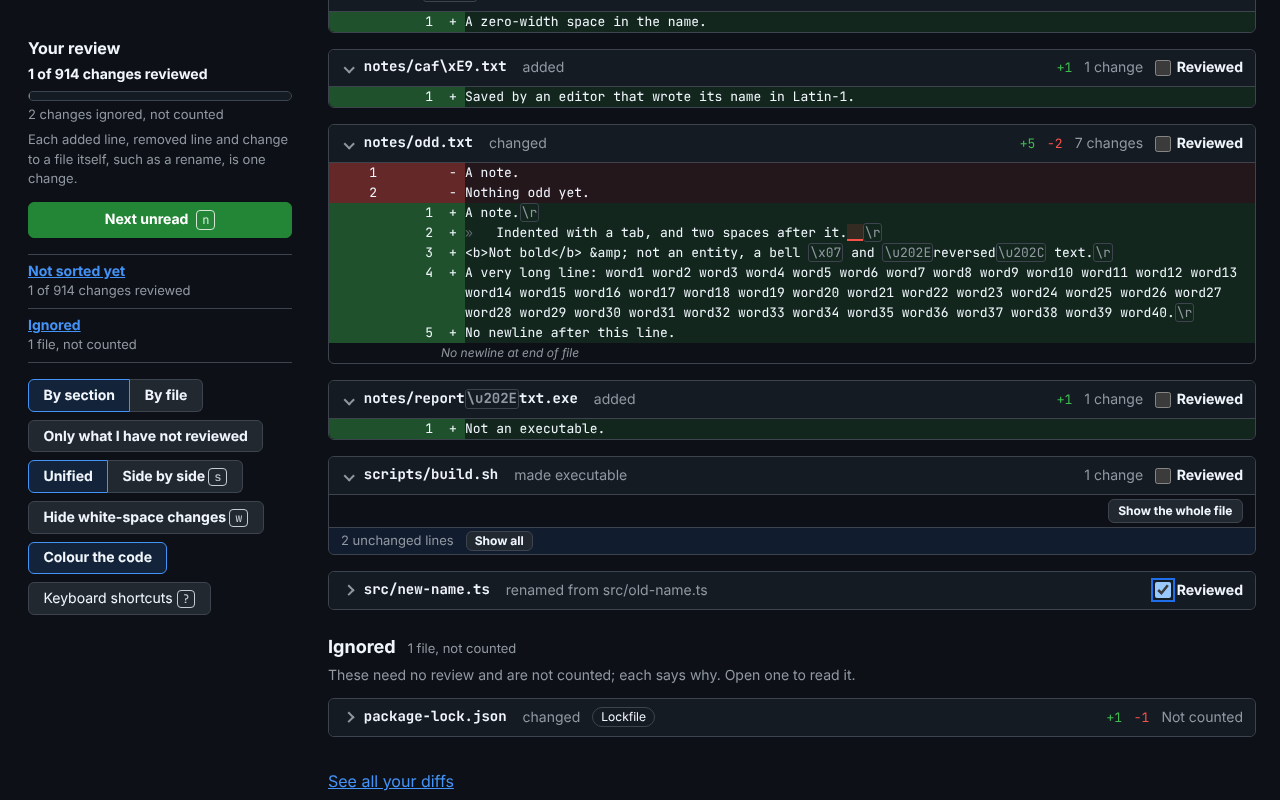 Your review
1 of 914 changes reviewed
2 changes ignored, not counted
Each added line, removed line and change
to a file itself, such as a rename, is one
change.
Next unread n
Not sorted yet
1 of 914 changes reviewed
Ignored
1 file, not counted
By section By file
Only what I have not reviewed
Unified Side by side s
Hide white-space changes w
Colour the code
Keyboard shortcuts ?
1 + A zero-width space in the name.
notes/caf\xE9.txt added +1 1 change Reviewed
1 + Saved by an editor that wrote its name in Latin-1.
notes/odd.txt changed +5 -2 7 changes Reviewed
1 - A note.
2 - Nothing odd yet.
1 + A note.\r
2 + » Indented with a tab, and two spaces after it. \r
3 + <b>Not bold</b> &amp; not an entity, a bell \x07 and \u202Ereversed\u202C text.\r
4 + A very long line: word1 word2 word3 word4 word5 word6 word7 word8 word9 word10 word11 word12 word13
word14 word15 word16 word17 word18 word19 word20 word21 word22 word23 word24 word25 word26 word27
word28 word29 word30 word31 word32 word33 word34 word35 word36 word37 word38 word39 word40.\r
5 + No newline after this line.
No newline at end of file
notes/report\u202Etxt.exe added +1 1 change Reviewed
1 + Not an executable.
scripts/build.sh made executable 1 change Reviewed
Show the whole file
2 unchanged lines Show all
src/new-name.ts renamed from src/old-name.ts Reviewed
Ignored 1 file, not counted
These need no review and are not counted; each says why. Open one to read it.
package-lock.json changed Lockfile +1 -1 Not counted
See all your diffs